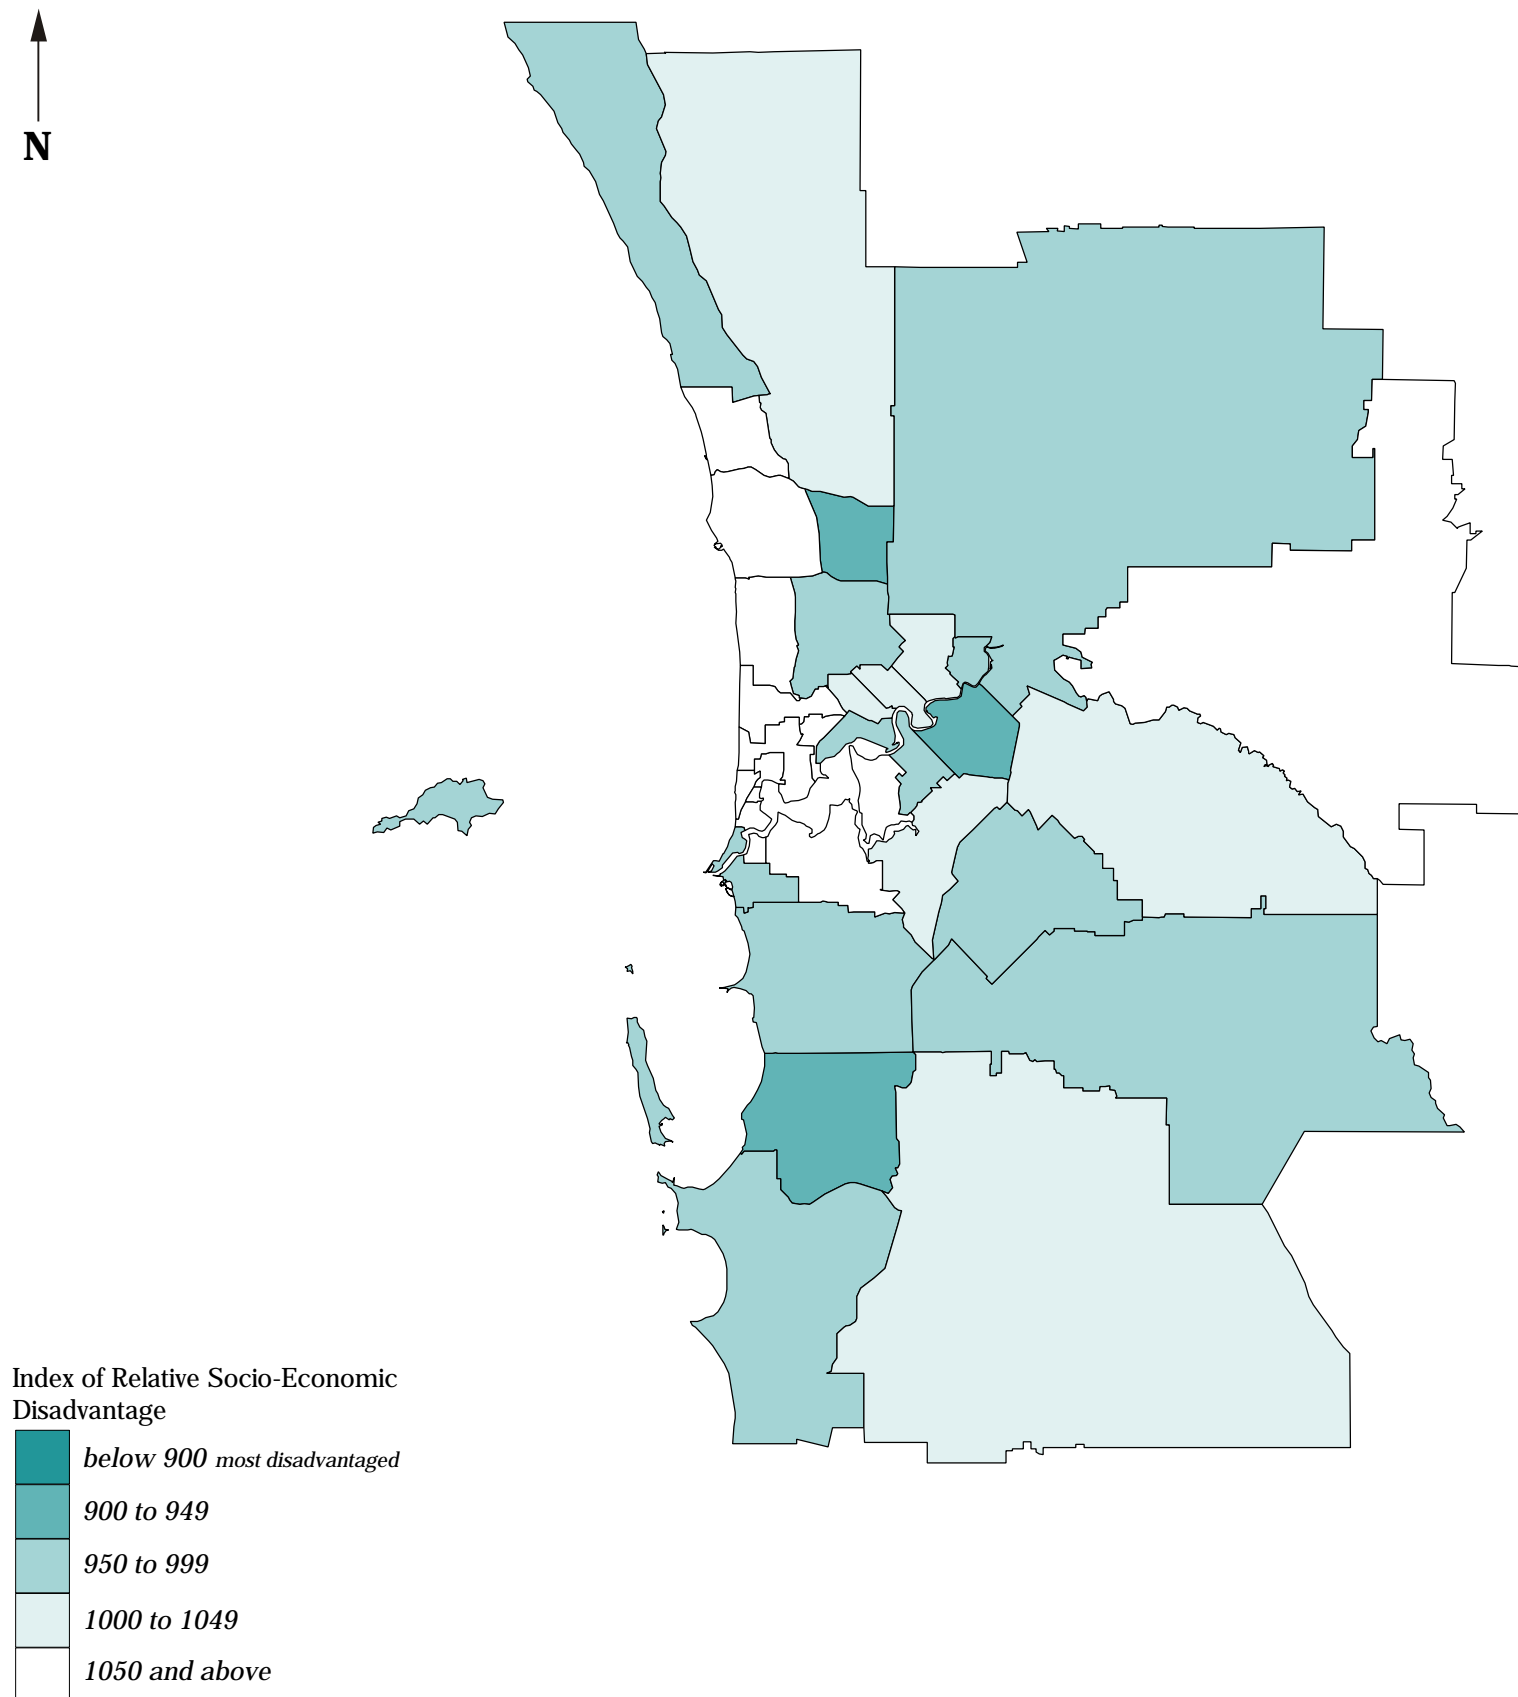 N
Index of Relative Socio-Economic
Disadvantage
below 900 most disadvantaged
900 to 949
950 to 999
1000 to 1049
1050 and above